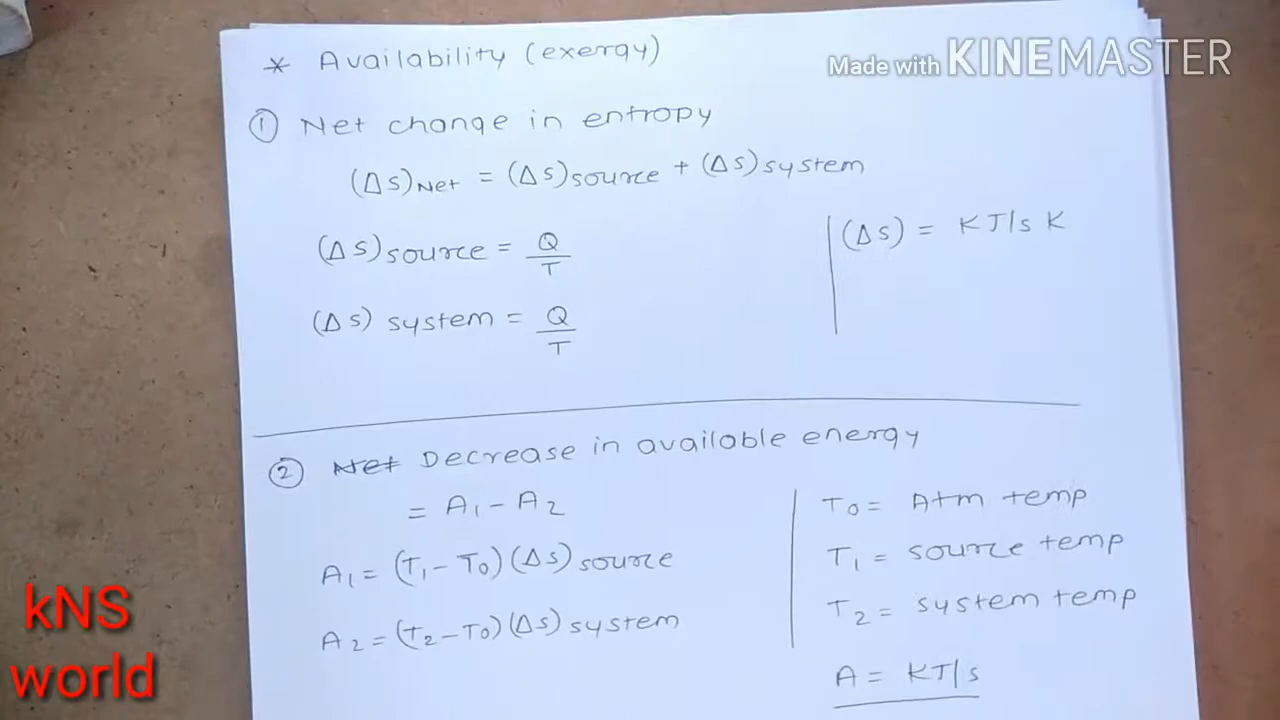 * Availability (exergy)
Made with KINEMASTER
① Net change in entropy
(Δs)Net = (Δs)source + (Δs)system
(Δs)source = Q/T
(Δs) = KJ/s K
(Δs) system = Q/T
② Net Decrease in available energy
= A₁ - A₂
T₀ = Atm temp
A₁ = (T₁ - T₀) (Δs) source
T₁ = source temp
A₂ = (T₂ - T₀) (Δs) system
T₂ = system temp
A = KJ/s
kNS
world